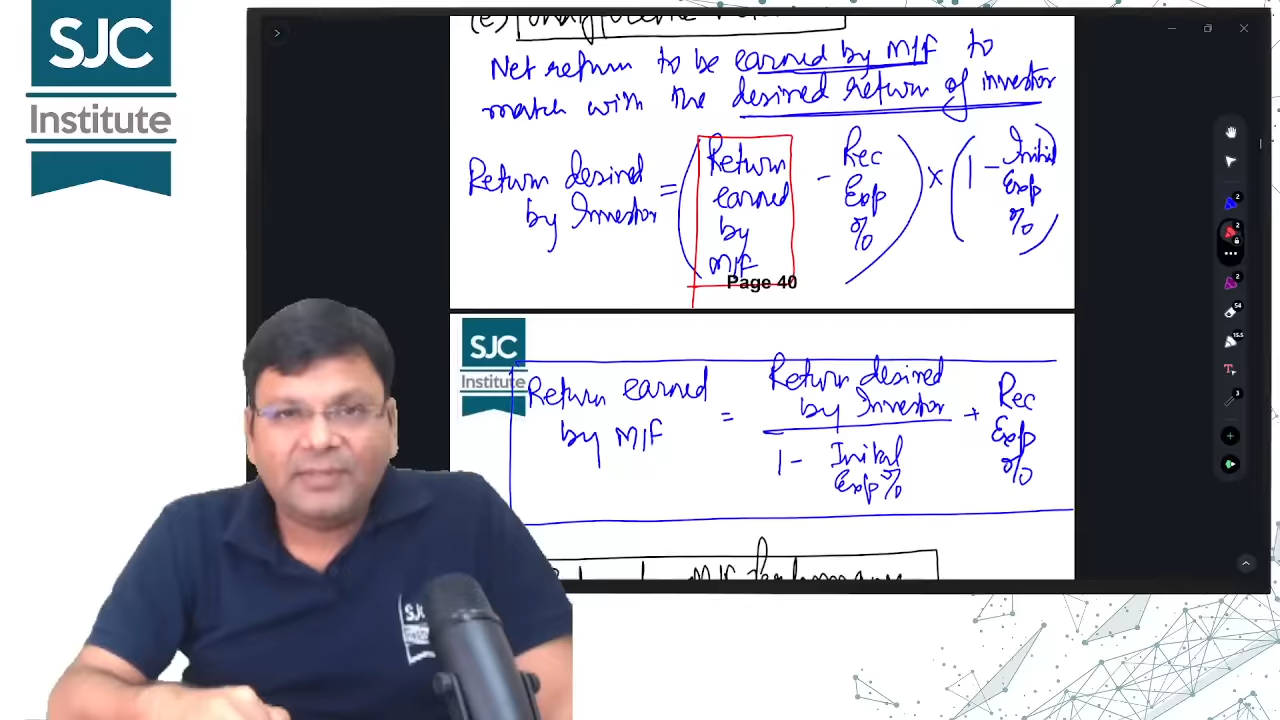 SJC
Institute
(e)
Net return to be earned by M/F to
match with the desired return of investor
Return desired by Investor = (Return earned by M/F - Rec Exp %) × (1 - Initial Exp %)
Page 40
SJC
Institute
Return earned by M/F = Return desired by Investor / 1 - Initial Exp % + Rec Exp %
M/F Performance
SJC